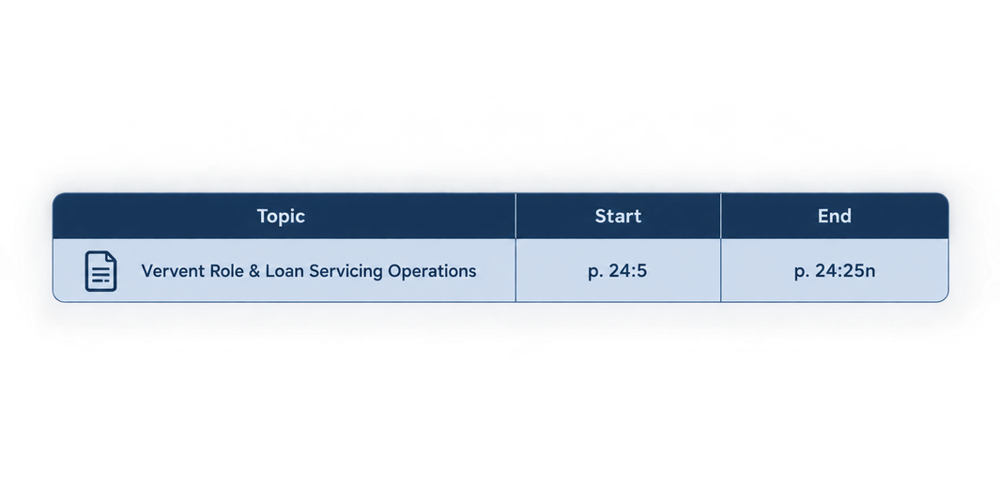 Topic Start End
Vervent Role & Loan Servicing Operations p. 24:5 p. 24:25n